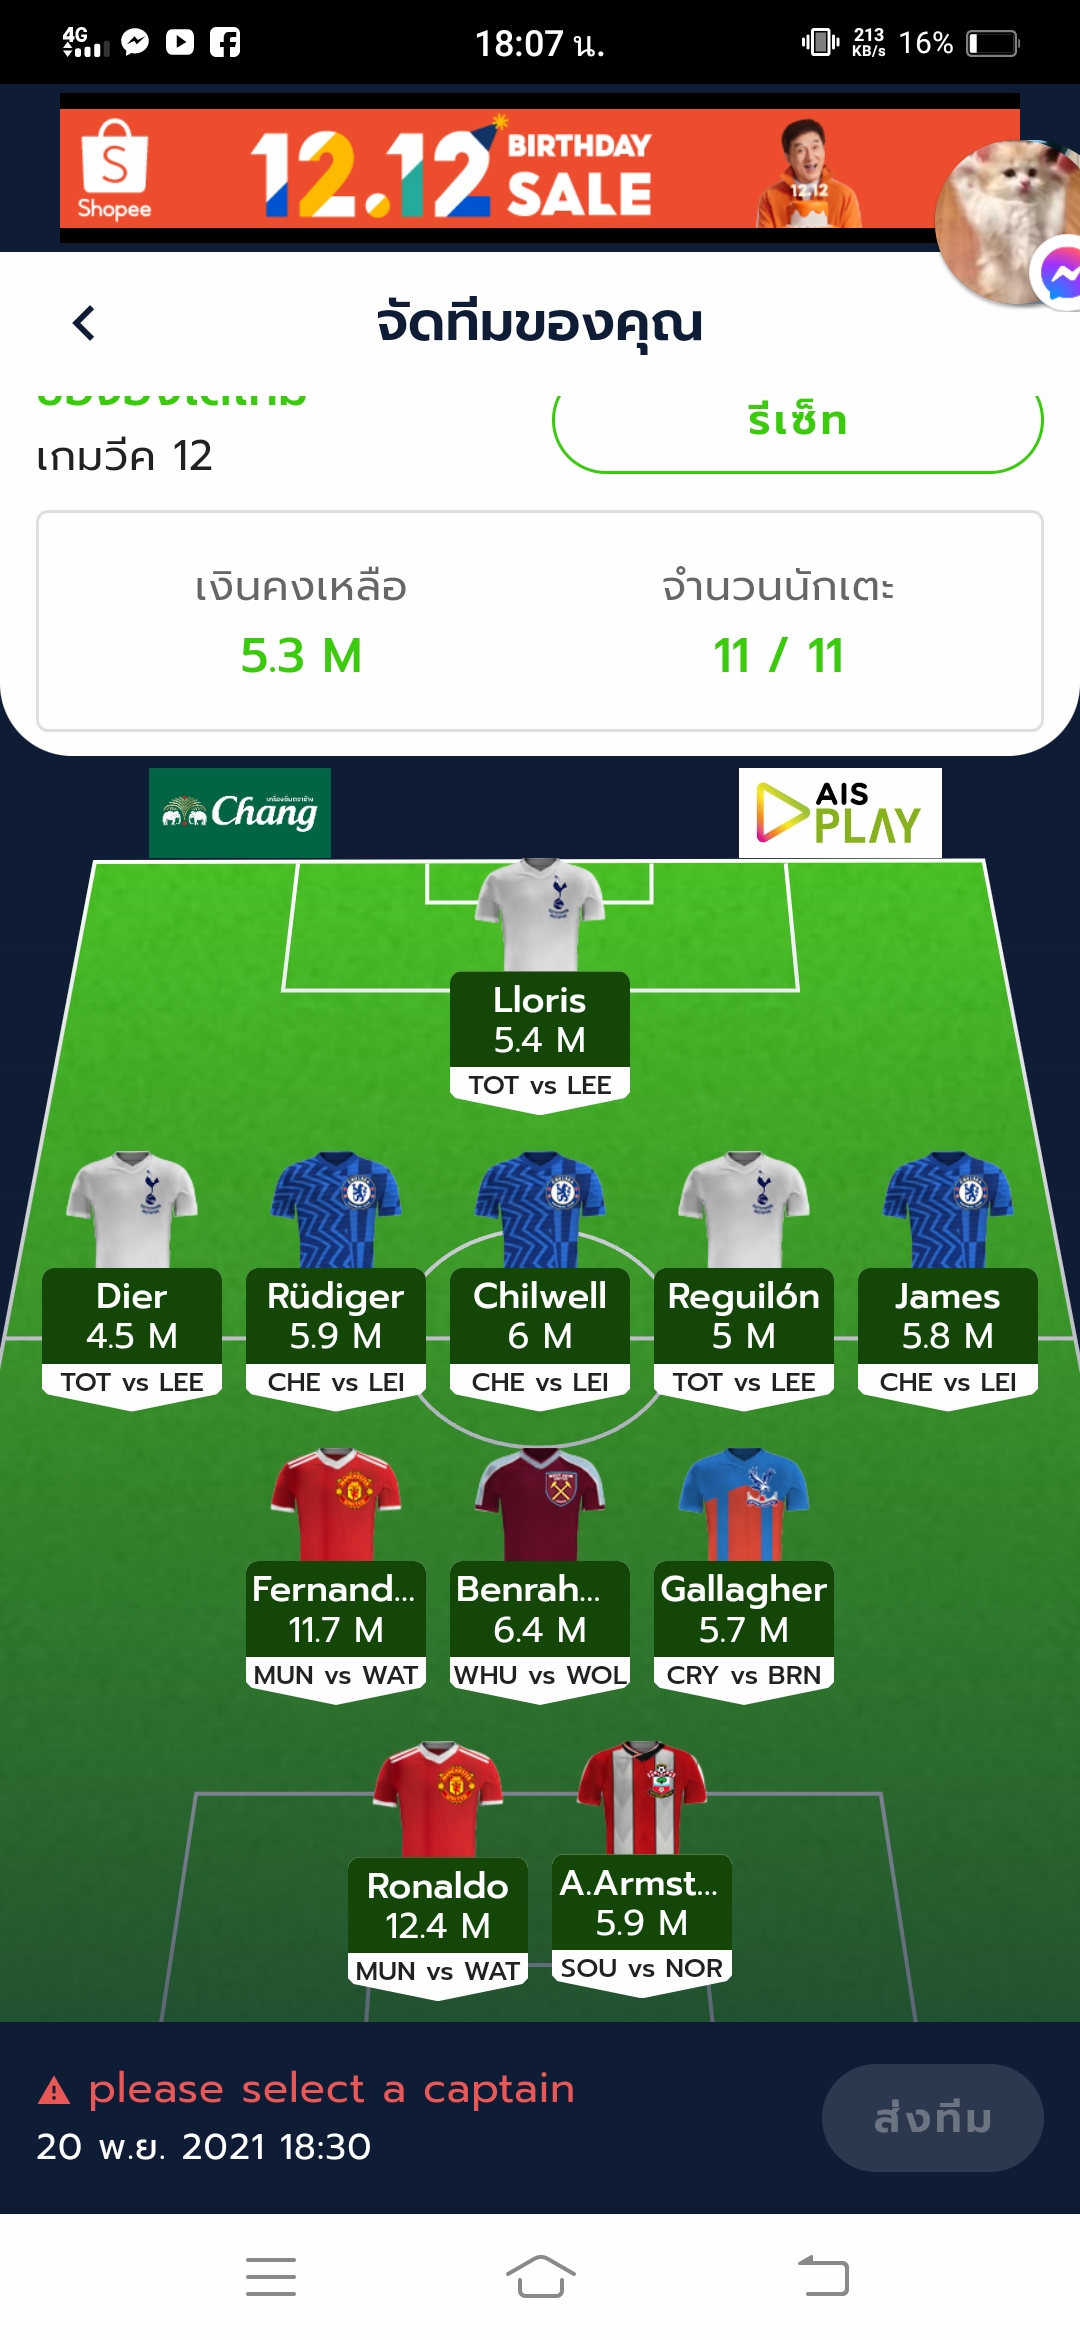 4G
18:07 น.
213
KB/s
16%
Shopee
12.12 BIRTHDAY SALE
12.12
จัดทีมของคุณ
รีเซ็ท
เกมวีค 12
เงินคงเหลือ
จำนวนนักเตะ
5.3 M
11 / 11
Chang
AIS
PLAY
Lloris
5.4 M
TOT vs LEE
Dier
4.5 M
TOT vs LEE
Rüdiger
5.9 M
CHE vs LEI
Chilwell
6 M
CHE vs LEI
Reguilón
5 M
TOT vs LEE
James
5.8 M
CHE vs LEI
Fernand...
11.7 M
MUN vs WAT
Benrah...
6.4 M
WHU vs WOL
Gallagher
5.7 M
CRY vs BRN
Ronaldo
12.4 M
MUN vs WAT
A.Armst...
5.9 M
SOU vs NOR
please select a captain
20 พ.ย. 2021 18:30
ส่งทีม